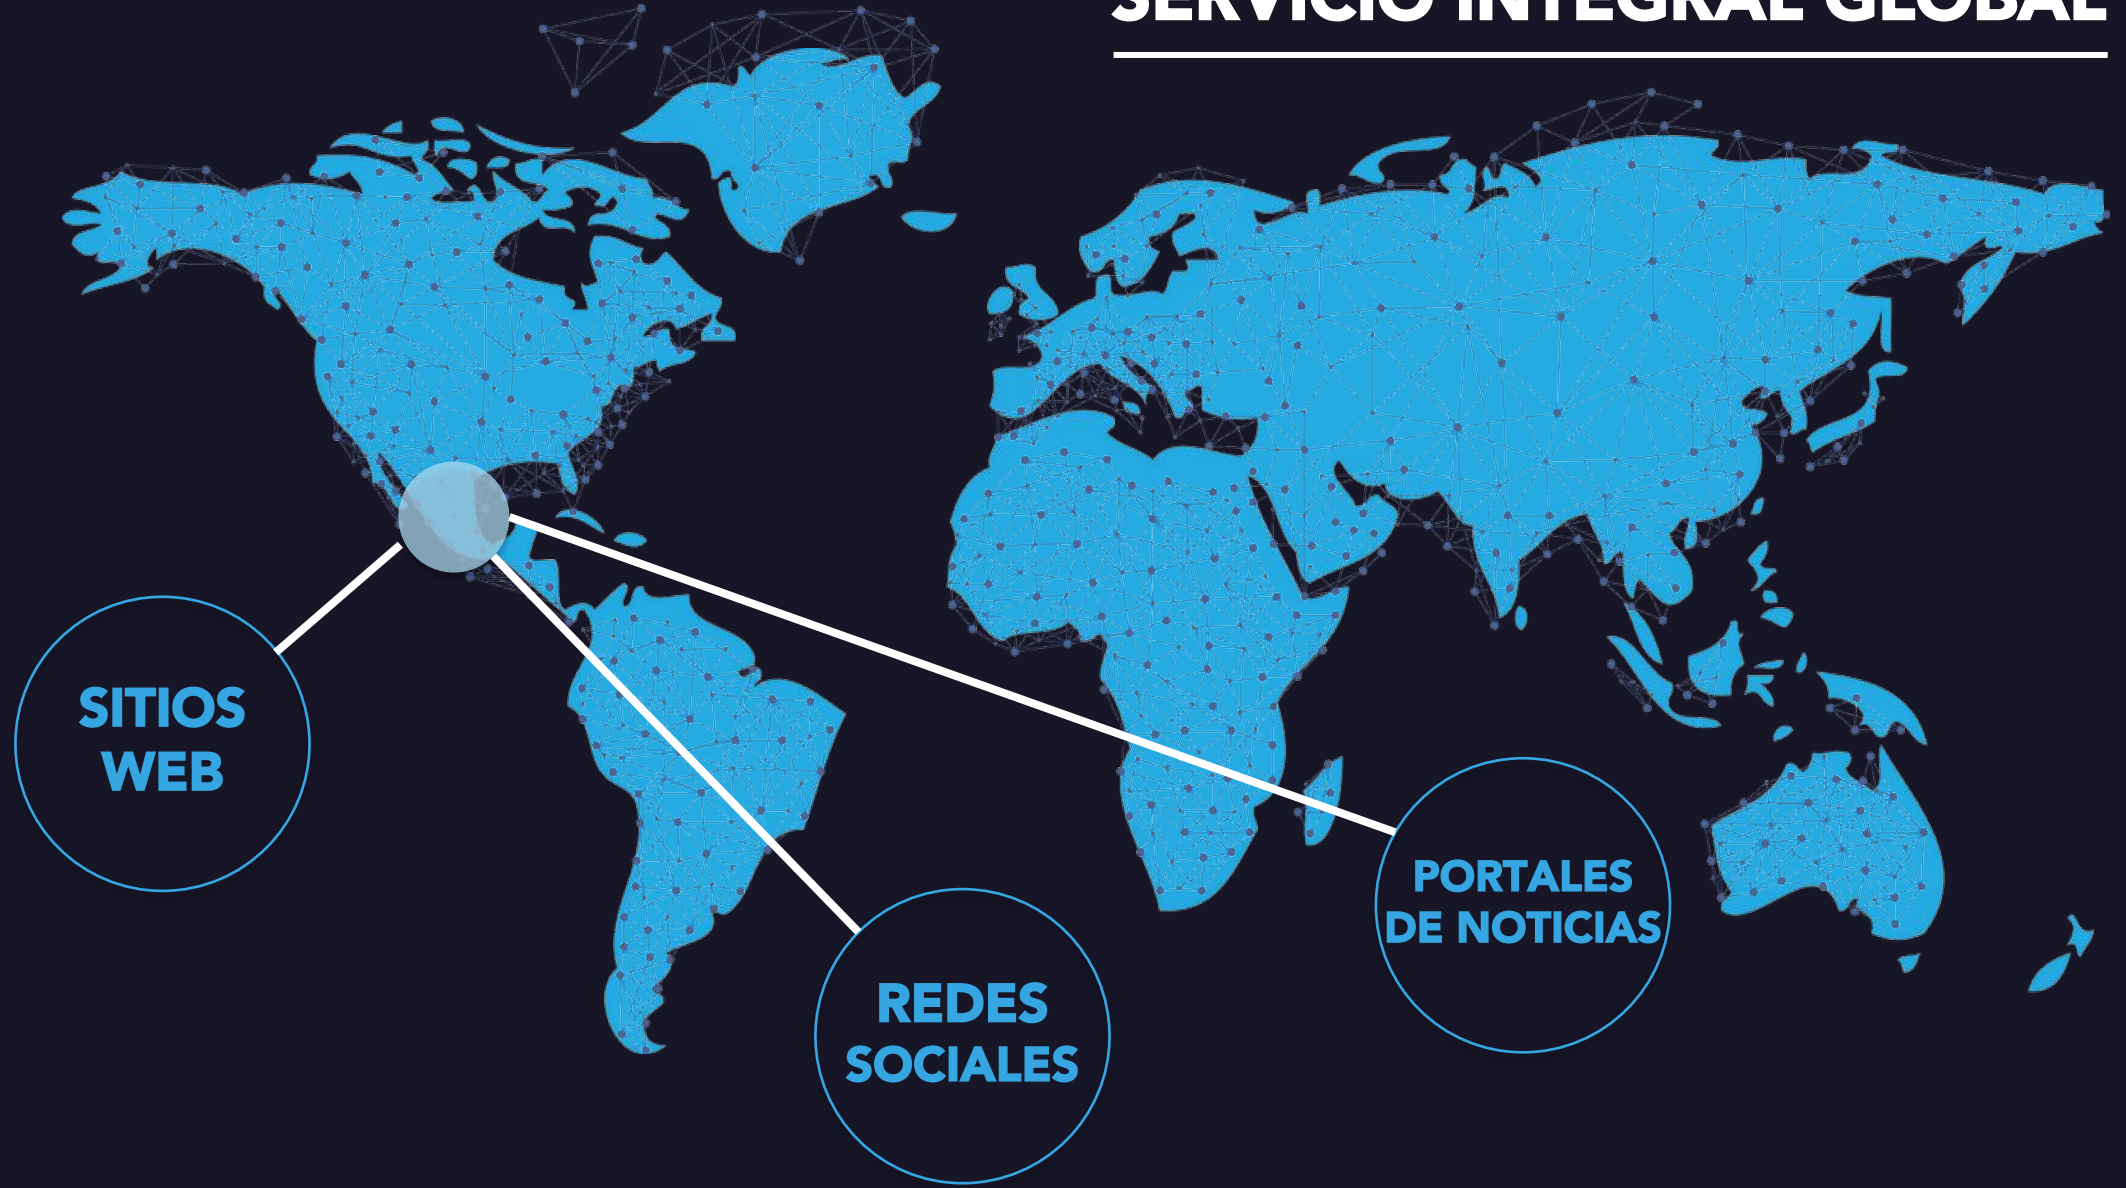 SERVICIO INTEGRAL GLOBAL
SITIOS
WEB
REDES
SOCIALES
PORTALES
DE NOTICIAS